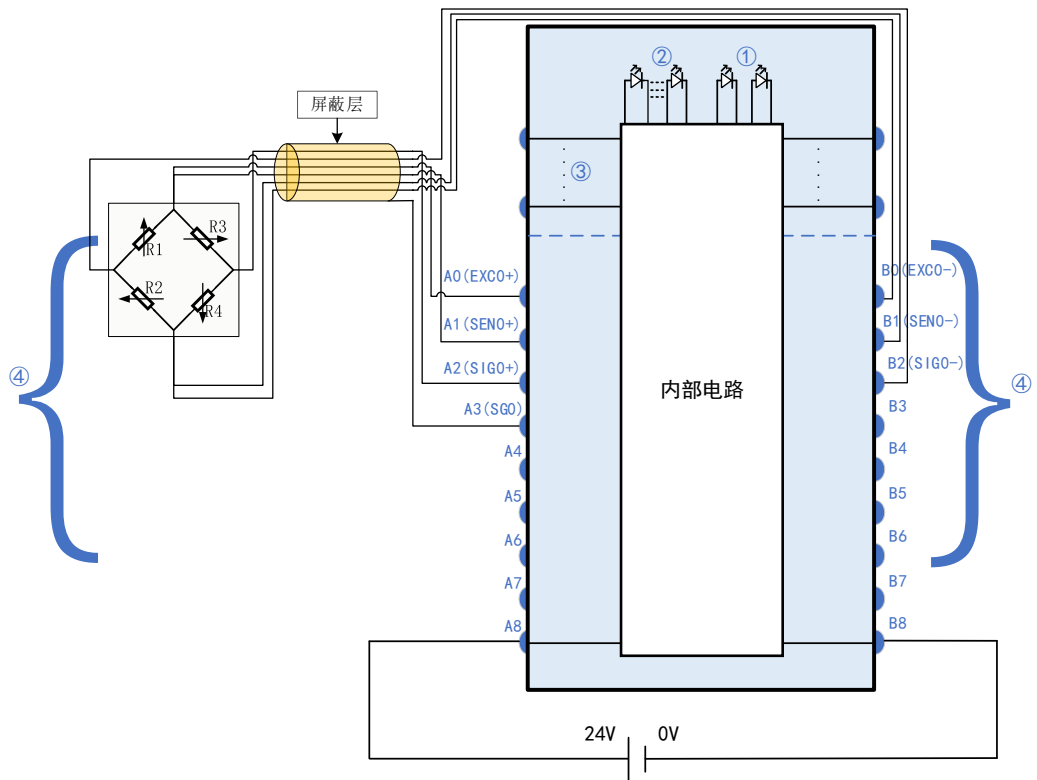 ② ①
屏蔽层
③
R1
R3
R2
R4
④
A0(EXC0+)
A1(SEN0+)
A2(SIG0+)
A3(SG0)
A4
A5
A6
A7
A8
内部电路
B0(EXC0-)
B1(SEN0-)
B2(SIG0-)
B3
B4
B5
B6
B7
B8
④
24V 0V